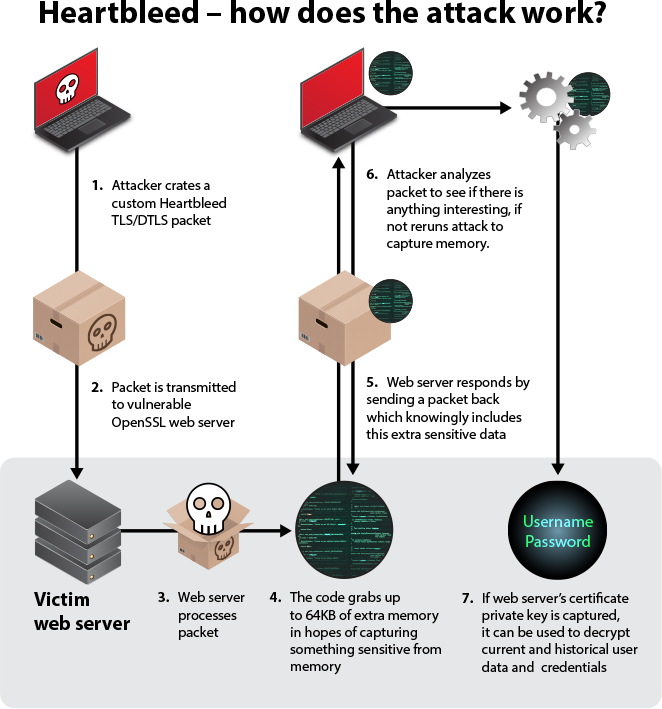 Heartbleed – how does the attack work?
1. Attacker crates a
custom Heartbleed
TLS/DTLS packet
2. Packet is transmitted
to vulnerable
OpenSSL web server
Victim
web server
3. Web server
processes
packet
4. The code grabs up
to 64KB of extra memory
in hopes of capturing
something sensitive from
memory
5. Web server responds by
sending a packet back
which knowingly includes
this extra sensitive data
6. Attacker analyzes
packet to see if there is
anything interesting, if
not reruns attack to
capture memory.
Username
Password
7. If web server’s certificate
private key is captured,
it can be used to decrypt
current and historical user
data and credentials